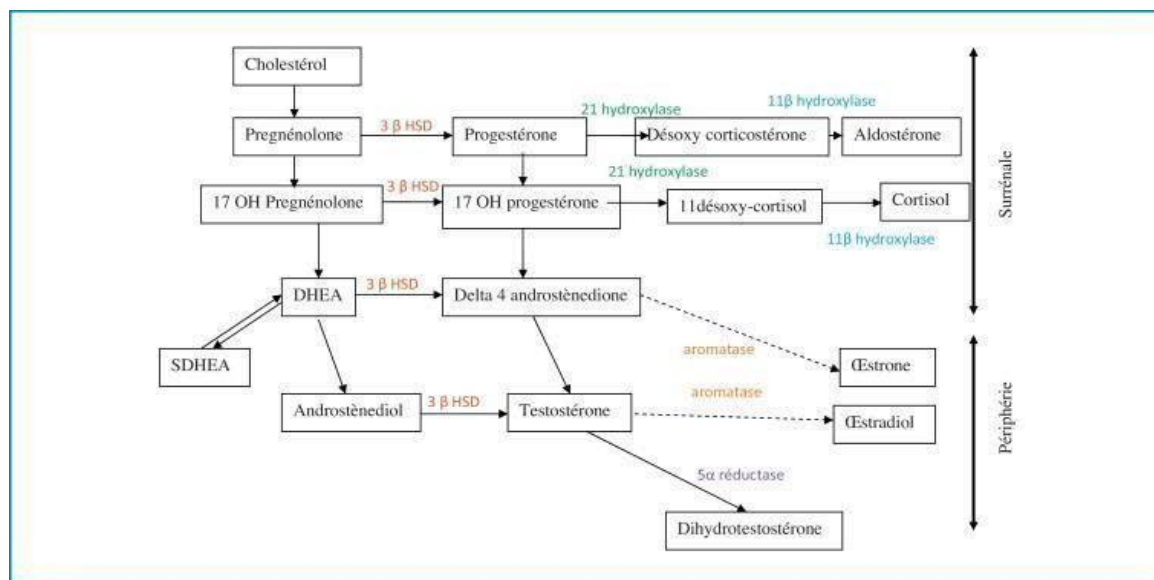 Cholestérol
21 hydroxylase
11β hydroxylase
Pregnénolone
3 β HSD
Progestérone
Désoxy corticostérone
Aldostérone
21 hydroxylase
17 OH Pregnénolone
3 β HSD
17 OH progestérone
11désoxy-cortisol
Cortisol
11β hydroxylase
Surrénale
DHEA
3 β HSD
Delta 4 androstènedione
SDHEA
aromatase
Œstrone
Androstènediol
3 β HSD
Testostérone
aromatase
Œstradiol
Périphérie
5α réductase
Dihydrotestostérone